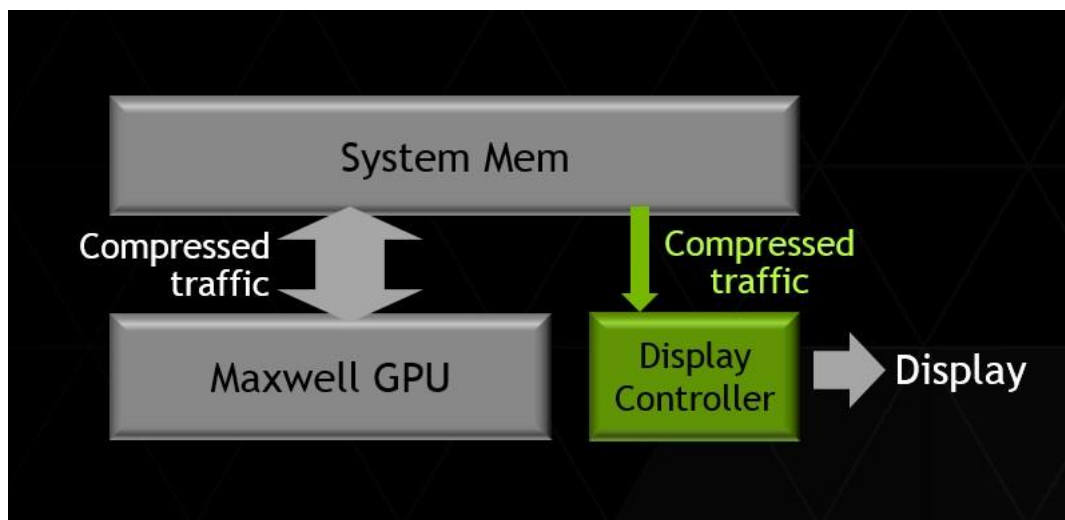 System Mem
Compressed
traffic
Compressed
traffic
Maxwell GPU
Display
Controller
Display